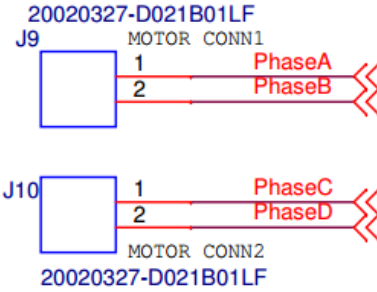 20020327-D021B01LF
J9 MOTOR CONN1
1 PhaseA
2 PhaseB
J10 1 PhaseC
2 PhaseD
MOTOR CONN2
20020327-D021B01LF